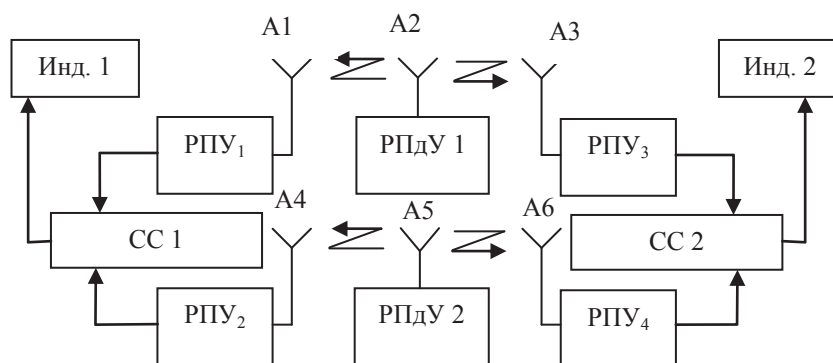 А1
А2
А3
Инд. 1
Инд. 2
РПУ₁
РПдУ 1
РПУ₃
А4
А5
А6
СС 1
СС 2
РПУ₂
РПдУ 2
РПУ₄